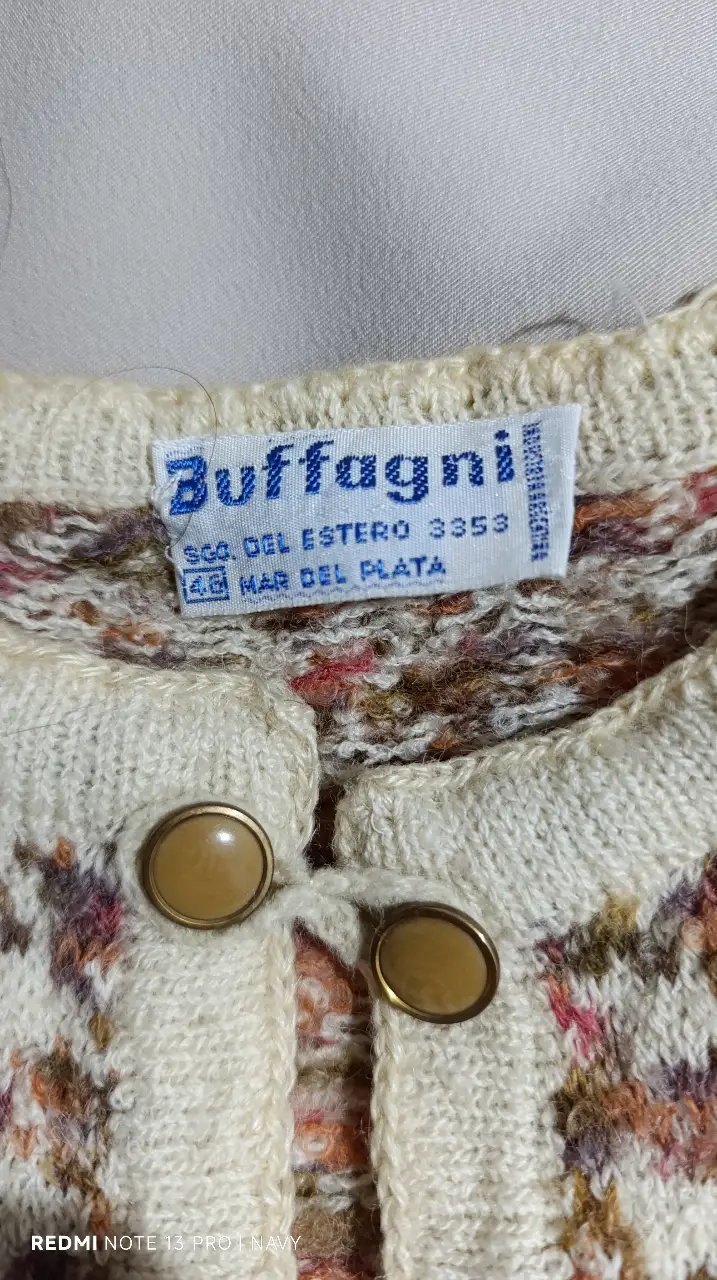 Buffagni
SGO. DEL ESTERO 3353
46 MAR DEL PLATA
REDMI NOTE 13 PRO | NAVY